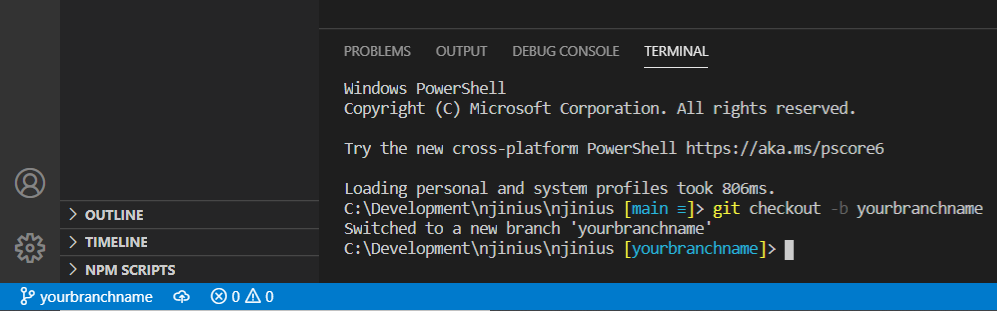 PROBLEMS OUTPUT DEBUG CONSOLE TERMINAL
Windows PowerShell
Copyright (C) Microsoft Corporation. All rights reserved.
Try the new cross-platform PowerShell https://aka.ms/pscore6
Loading personal and system profiles took 806ms.
C:\Development\njinius\njinius [main ≡]> git checkout -b yourbranchname
Switched to a new branch 'yourbranchname'
C:\Development\njinius\njinius [yourbranchname]>
OUTLINE
TIMELINE
NPM SCRIPTS
yourbranchname 0 0